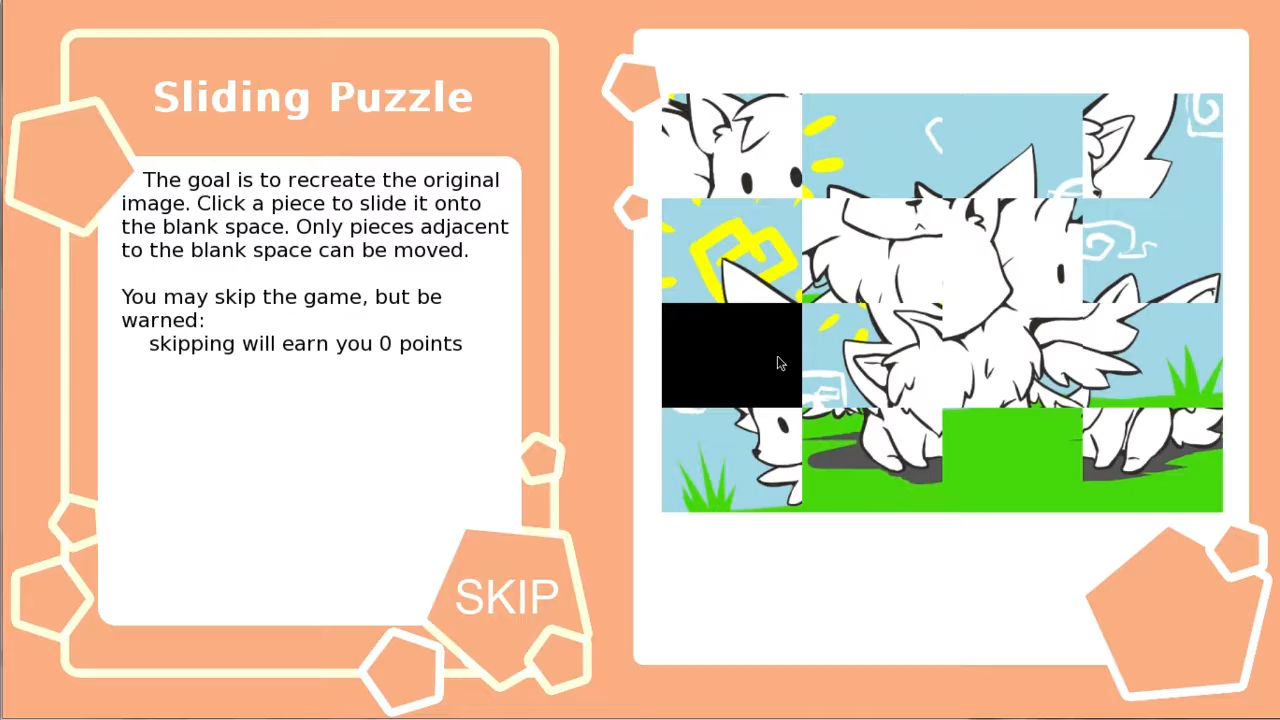 Sliding Puzzle
The goal is to recreate the original
image. Click a piece to slide it onto
the blank space. Only pieces adjacent
to the blank space can be moved.
You may skip the game, but be
warned:
skipping will earn you 0 points
SKIP